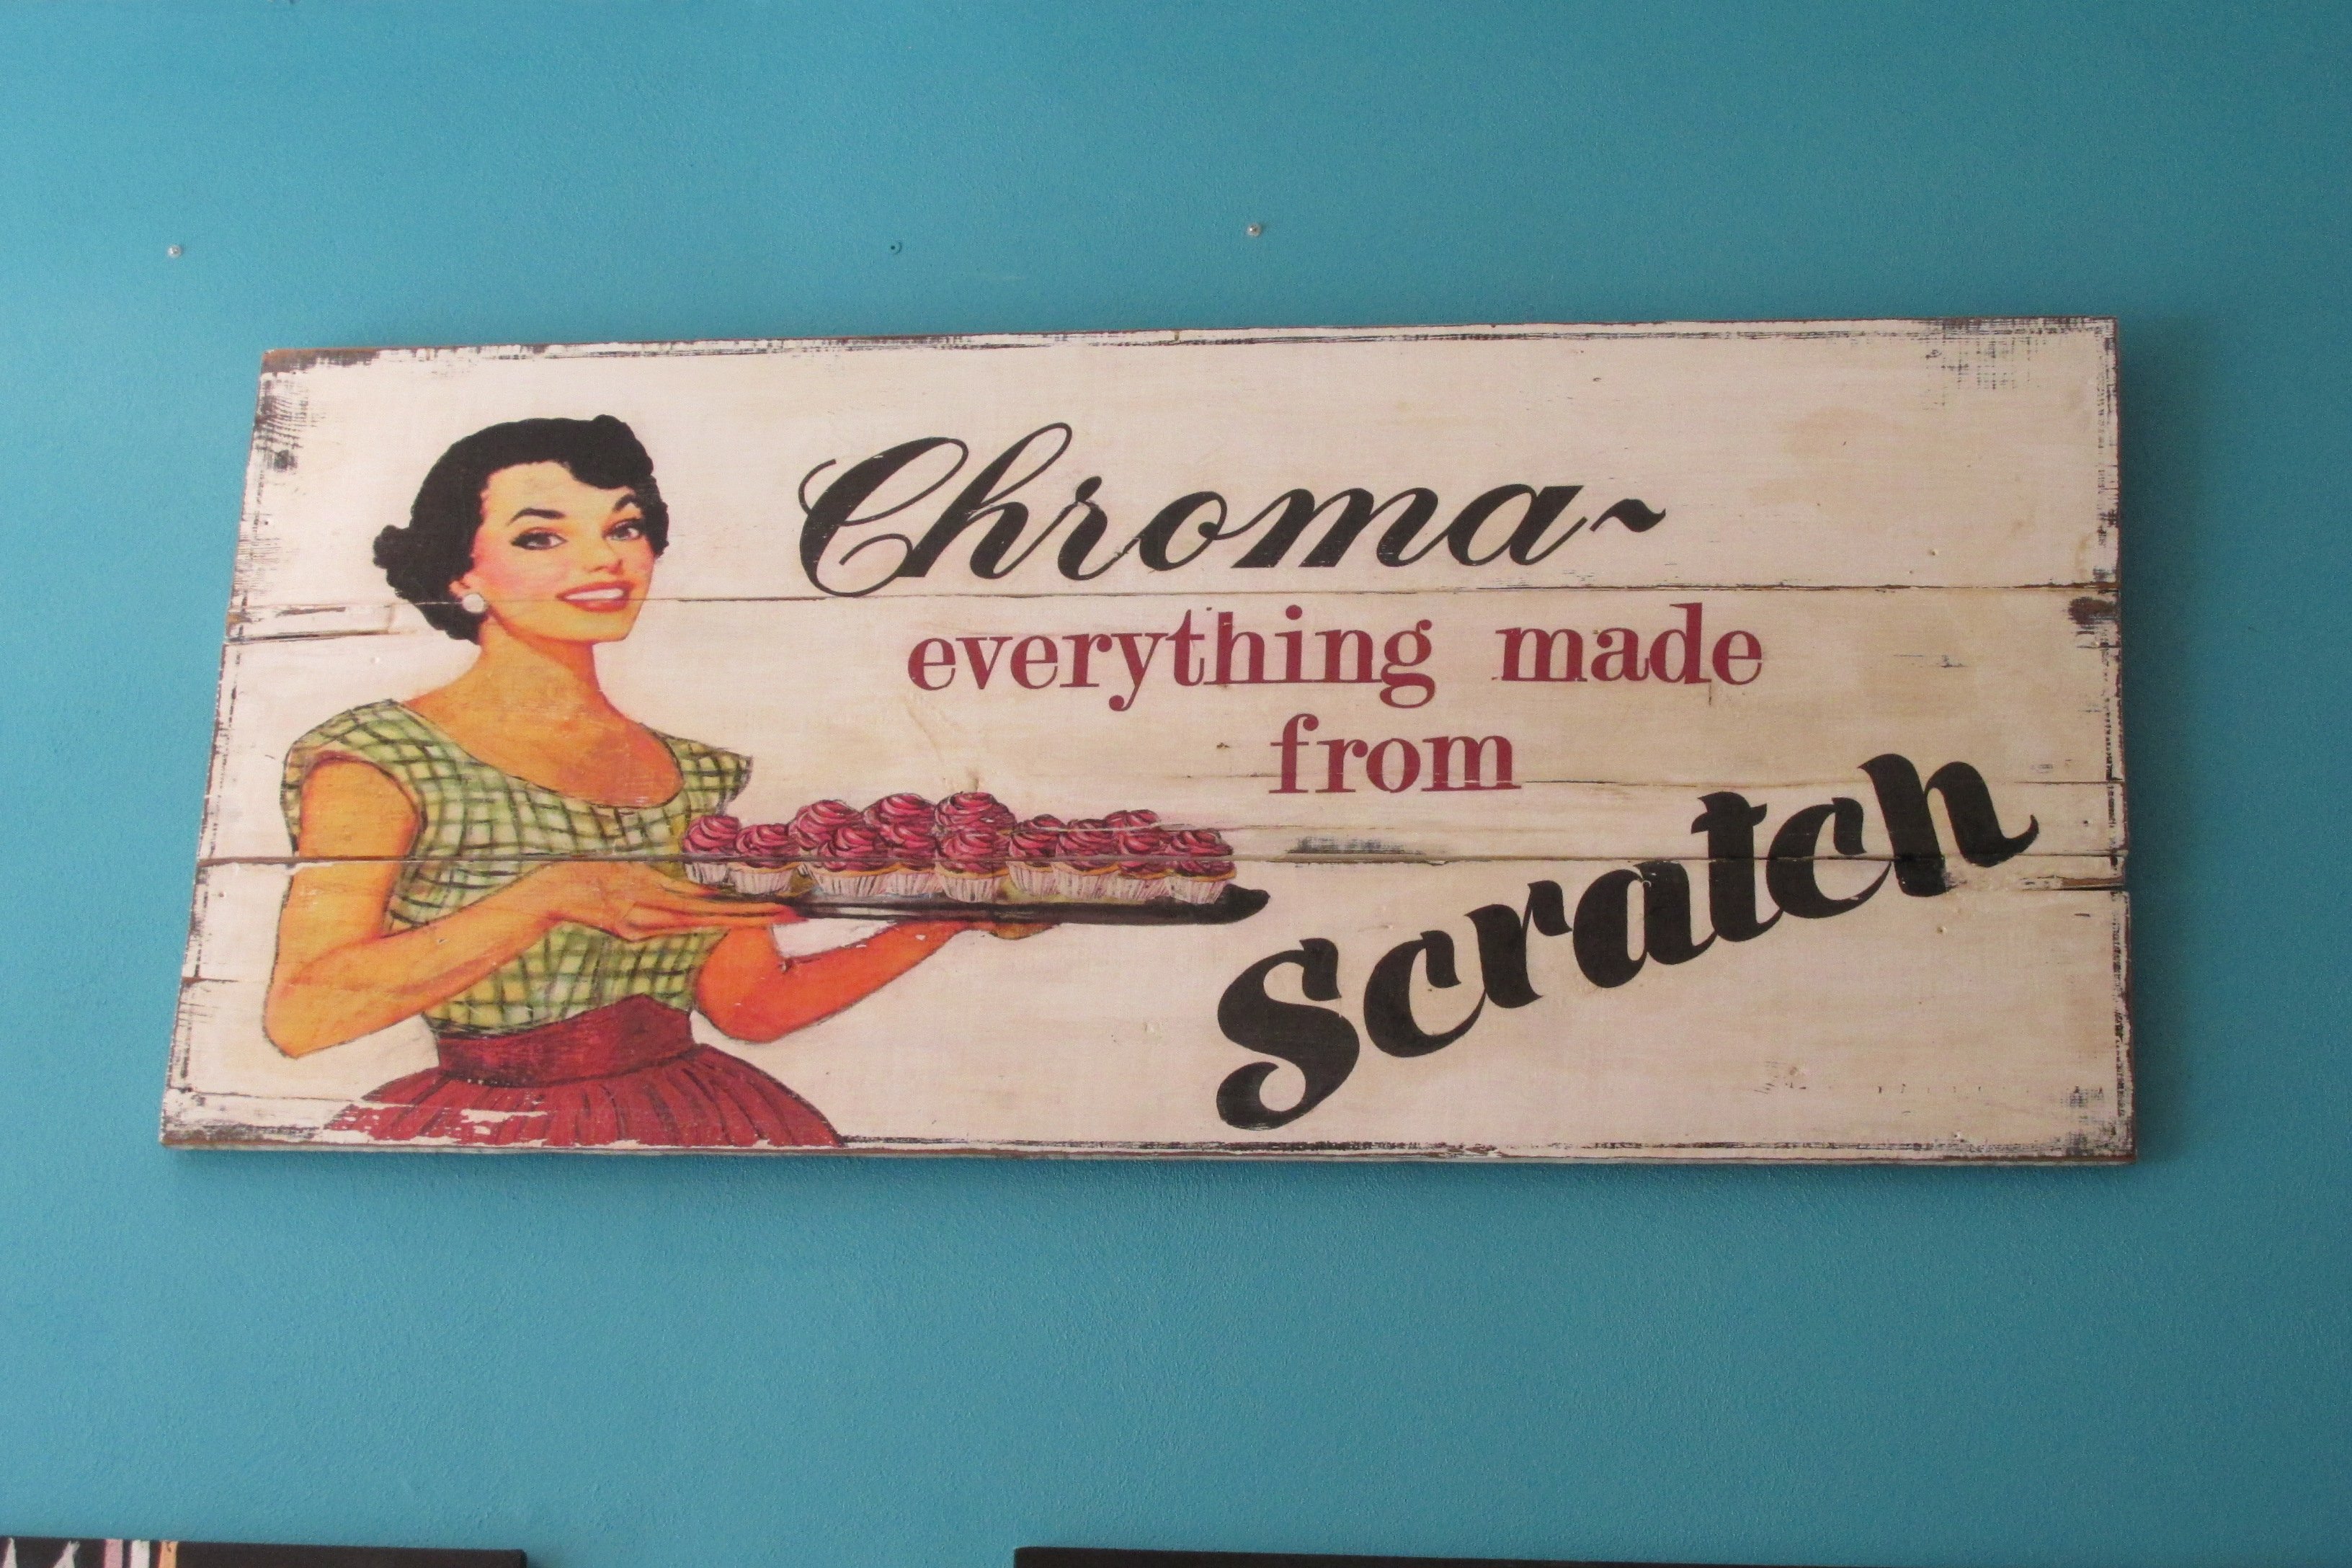 Chroma~
everything made
from
Scratch